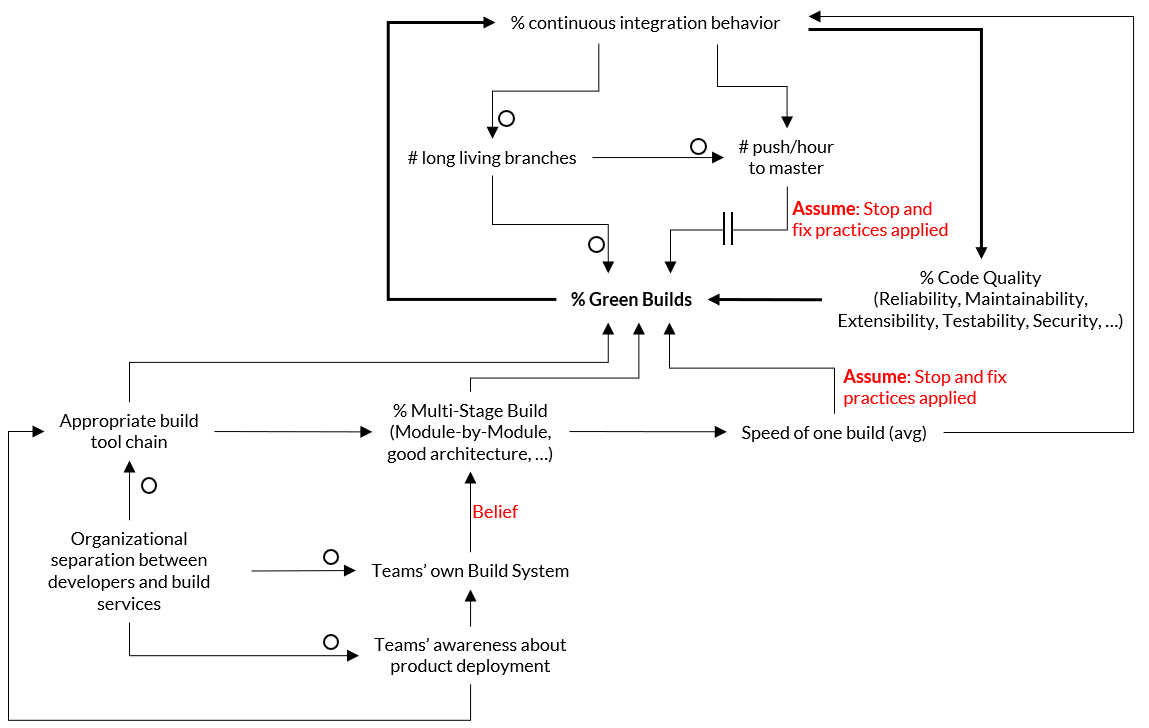 % continuous integration behavior
# long living branches
# push/hour
to master
Assume: Stop and
fix practices applied
% Code Quality
(Reliability, Maintainability,
Extensibility, Testability, Security, ...)
% Green Builds
Assume: Stop and fix
practices applied
Appropriate build
tool chain
% Multi-Stage Build
(Module-by-Module,
good architecture, ...)
Speed of one build (avg)
Belief
Organizational
separation between
developers and build
services
Teams’ own Build System
Teams’ awareness about
product deployment